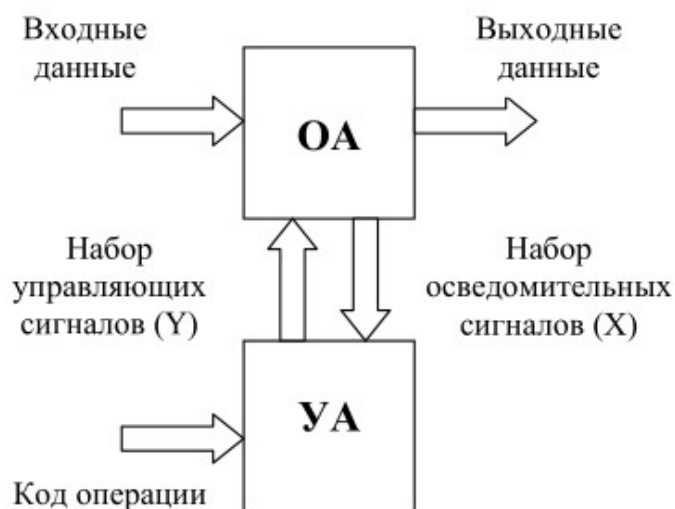 Входные
данные
Выходные
данные
ОА
Набор
управляющих
сигналов (Y)
Набор
осведомительных
сигналов (X)
УА
Код операции